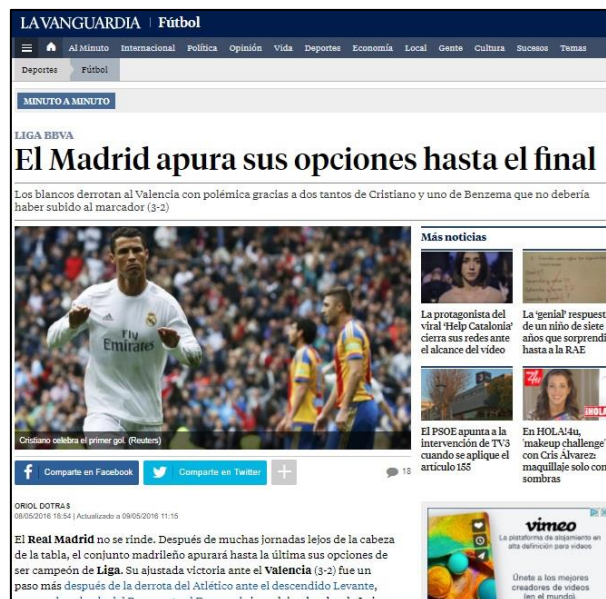 LA VANGUARDIA | Fútbol
Al Minuto Internacional Política Opinión Vida Deportes Economía Local Gente Cultura Sucesos Temas
Deportes Fútbol
MINUTO A MINUTO
LIGA BBVA
El Madrid apura sus opciones hasta el final
Los blancos derrotan al Valencia con polémica gracias a dos tantos de Cristiano y uno de Benzema que no debería
haber subido al marcador (3-2)
Fly
Emirates
Cristiano celebra el primer gol. (Reuters)
Comparte en Facebook
Comparte en Twitter
18
ORIOL DOTRAS
08/05/2016 18:54 | Actualizado a 09/05/2016 11:15
El Real Madrid no se rinde. Después de muchas jornadas lejos de la cabeza
de la tabla, el conjunto madrileño apurará hasta la última sus opciones de
ser campeón de Liga. Su ajustada victoria ante el Valencia (3-2) fue un
paso más después de la derrota del Atlético ante el descendido Levante,
Más noticias
La protagonista del
viral 'Help Catalonia'
cierra sus redes ante
el alcance del vídeo
La 'genial' respuest
de un niño de siete
años que sorprendi
hasta a la RAE
El PSOE apunta a la
intervención de TV3
cuando se aplique el
artículo 155
4u
¡HOLA!
En HOLA!4u,
'makeup challenge'
con Cris Álvarez:
maquillaje solo con
sombras
vimeo
La plataforma de alojamiento en
alta definición para vídeos
Únete a los mejores
creadores de vídeos
(en el mundo).